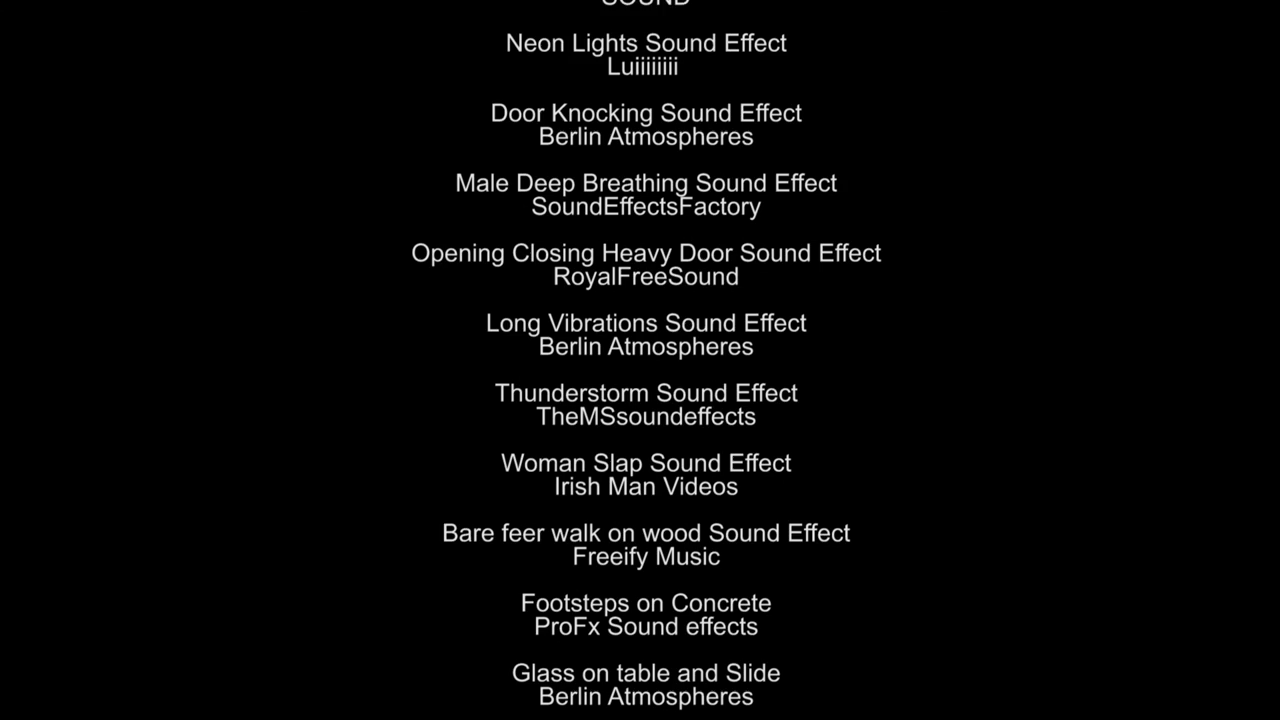 SOUND
Neon Lights Sound Effect
Luiiiiiiii
Door Knocking Sound Effect
Berlin Atmospheres
Male Deep Breathing Sound Effect
SoundEffectsFactory
Opening Closing Heavy Door Sound Effect
RoyalFreeSound
Long Vibrations Sound Effect
Berlin Atmospheres
Thunderstorm Sound Effect
TheMSsoundeffects
Woman Slap Sound Effect
Irish Man Videos
Bare feer walk on wood Sound Effect
Freeify Music
Footsteps on Concrete
ProFx Sound effects
Glass on table and Slide
Berlin Atmospheres